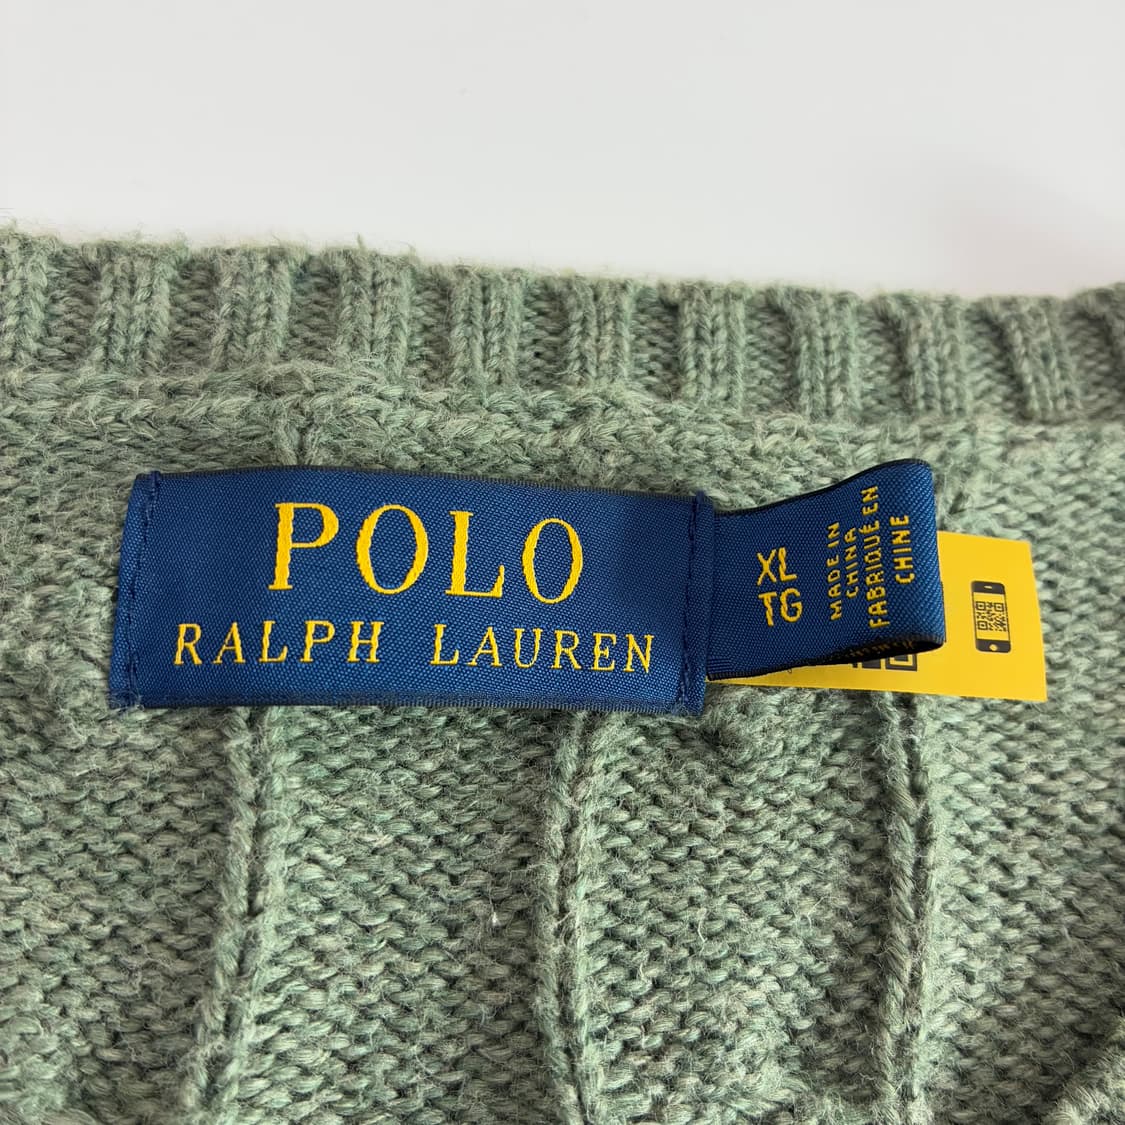 POLO
RALPH LAUREN
XL
TG
MADE IN
CHINA
FABRIQUÉ EN
CHINE